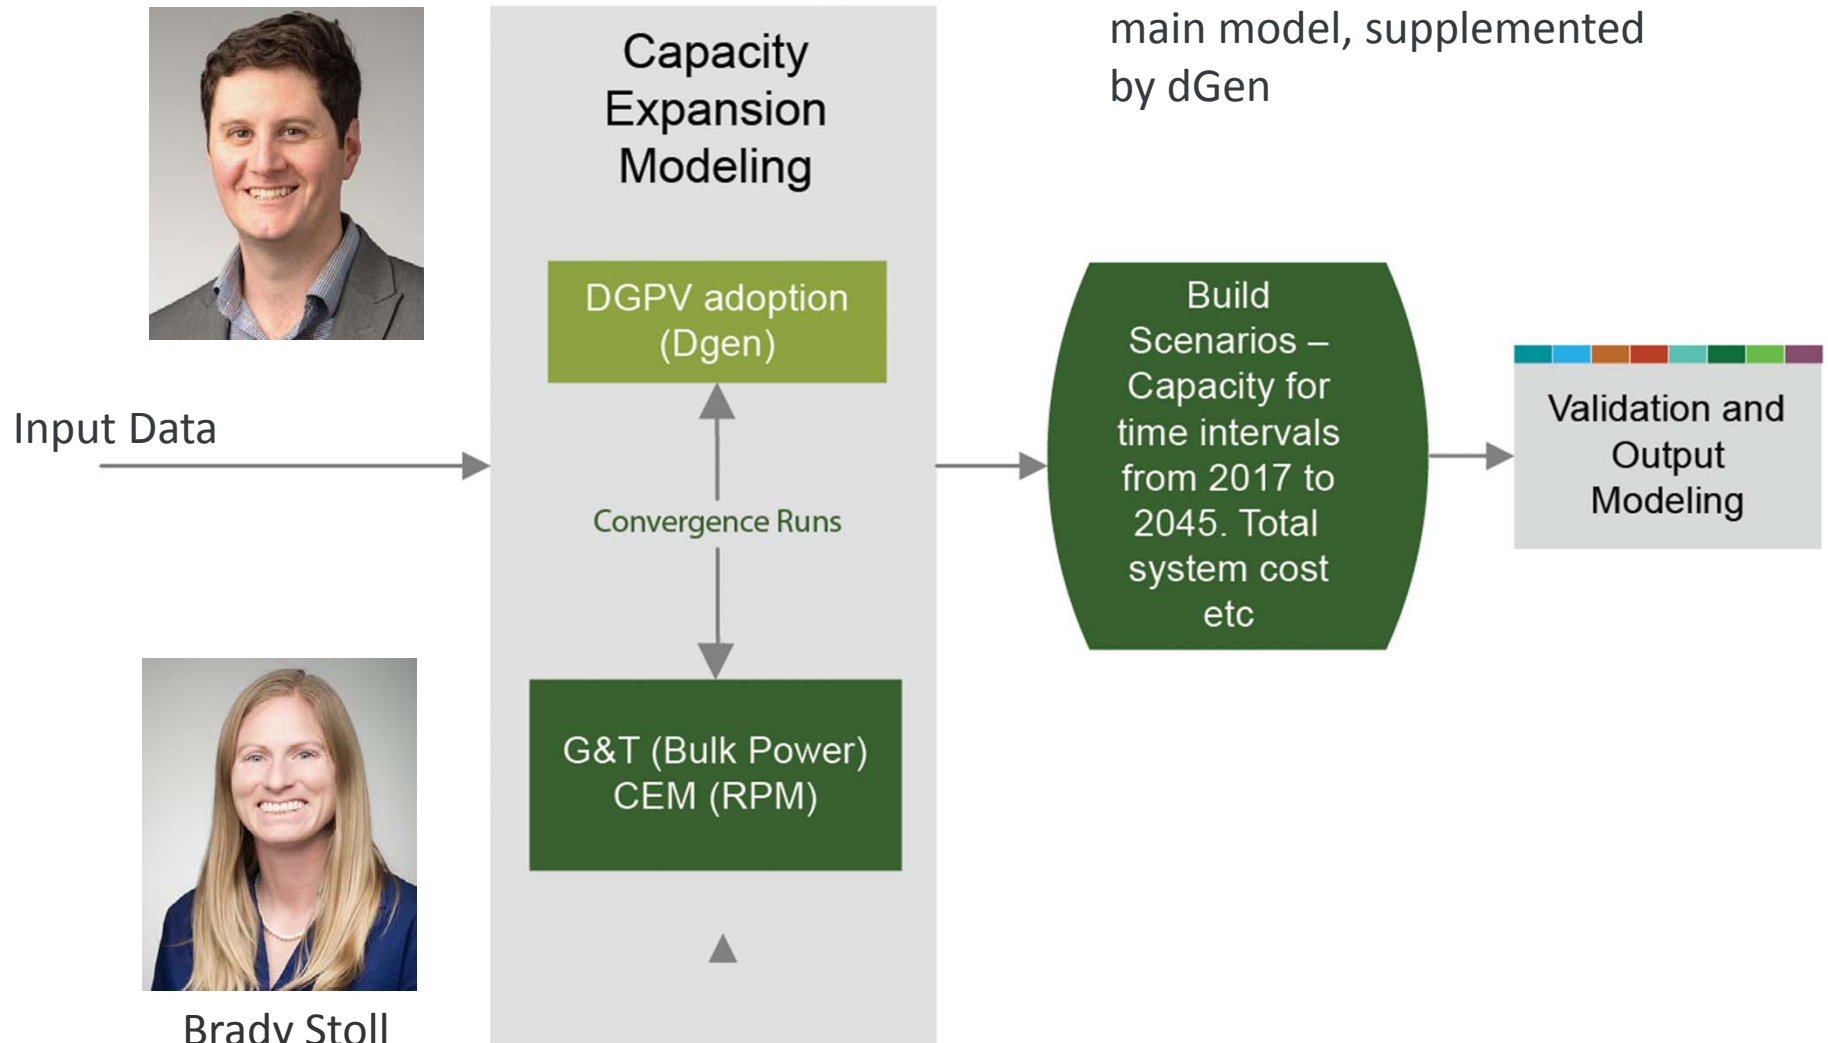 main model, supplemented
by dGen
Capacity
Expansion
Modeling
DGPV adoption
(Dgen)
Input Data
Convergence Runs
G&T (Bulk Power)
CEM (RPM)
Build
Scenarios –
Capacity for
time intervals
from 2017 to
2045. Total
system cost
etc
Validation and
Output
Modeling
Brady Stoll